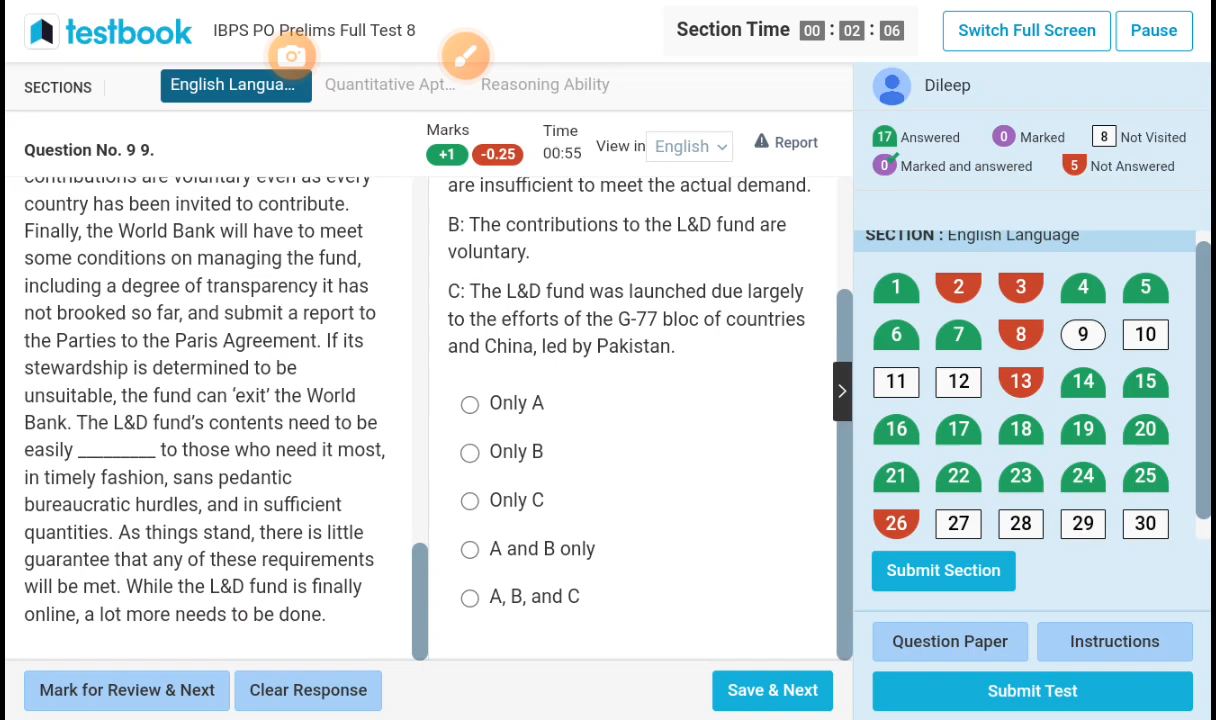 testbook IBPS PO Prelims Full Test 8 Section Time 00 : 02 : 06 Switch Full Screen Pause
SECTIONS English Langua... Quantitative Apt... Reasoning Ability
Dileep
17 Answered 0 Marked 8 Not Visited
0 Marked and answered 5 Not Answered
Question No. 9 9.
Marks
+1 -0.25
Time
00:55
View in English
Report
contributions are voluntary even as every
country has been invited to contribute.
Finally, the World Bank will have to meet
some conditions on managing the fund,
including a degree of transparency it has
not brooked so far, and submit a report to
the Parties to the Paris Agreement. If its
stewardship is determined to be
unsuitable, the fund can ‘exit’ the World
Bank. The L&D fund’s contents need to be
easily _________ to those who need it most,
in timely fashion, sans pedantic
bureaucratic hurdles, and in sufficient
quantities. As things stand, there is little
guarantee that any of these requirements
will be met. While the L&D fund is finally
online, a lot more needs to be done.
are insufficient to meet the actual demand.
B: The contributions to the L&D fund are
voluntary.
C: The L&D fund was launched due largely
to the efforts of the G-77 bloc of countries
and China, led by Pakistan.
Only A
Only B
Only C
A and B only
A, B, and C
SECTION : English Language
1 2 3 4 5
6 7 8 9 10
11 12 13 14 15
16 17 18 19 20
21 22 23 24 25
26 27 28 29 30
Submit Section
Question Paper Instructions
Mark for Review & Next Clear Response Save & Next Submit Test